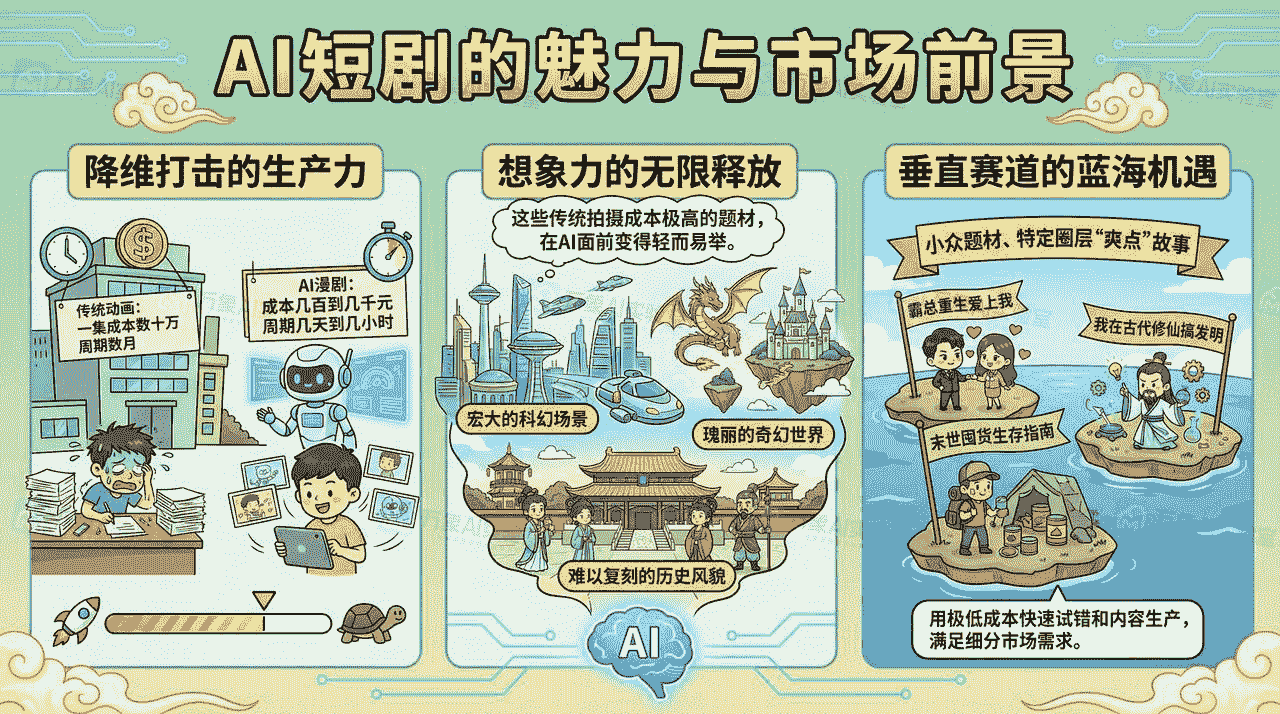 AI短剧的魅力与市场前景
降维打击的生产力
传统动画：
一集成本数十万
周期数月
AI漫剧：
成本几百到几千元
周期几天到几小时
想象力的无限释放
这些传统拍摄成本极高的题材，
在AI面前变得轻而易举。
宏大的科幻场景
瑰丽的奇幻世界
难以复刻的历史风貌
AI
垂直赛道的蓝海机遇
小众题材、特定圈层“爽点”故事
霸总重生爱上我
我在古代修仙搞发明
末世囤货生存指南
用极低成本快速试错和内容生产，
满足细分市场需求。